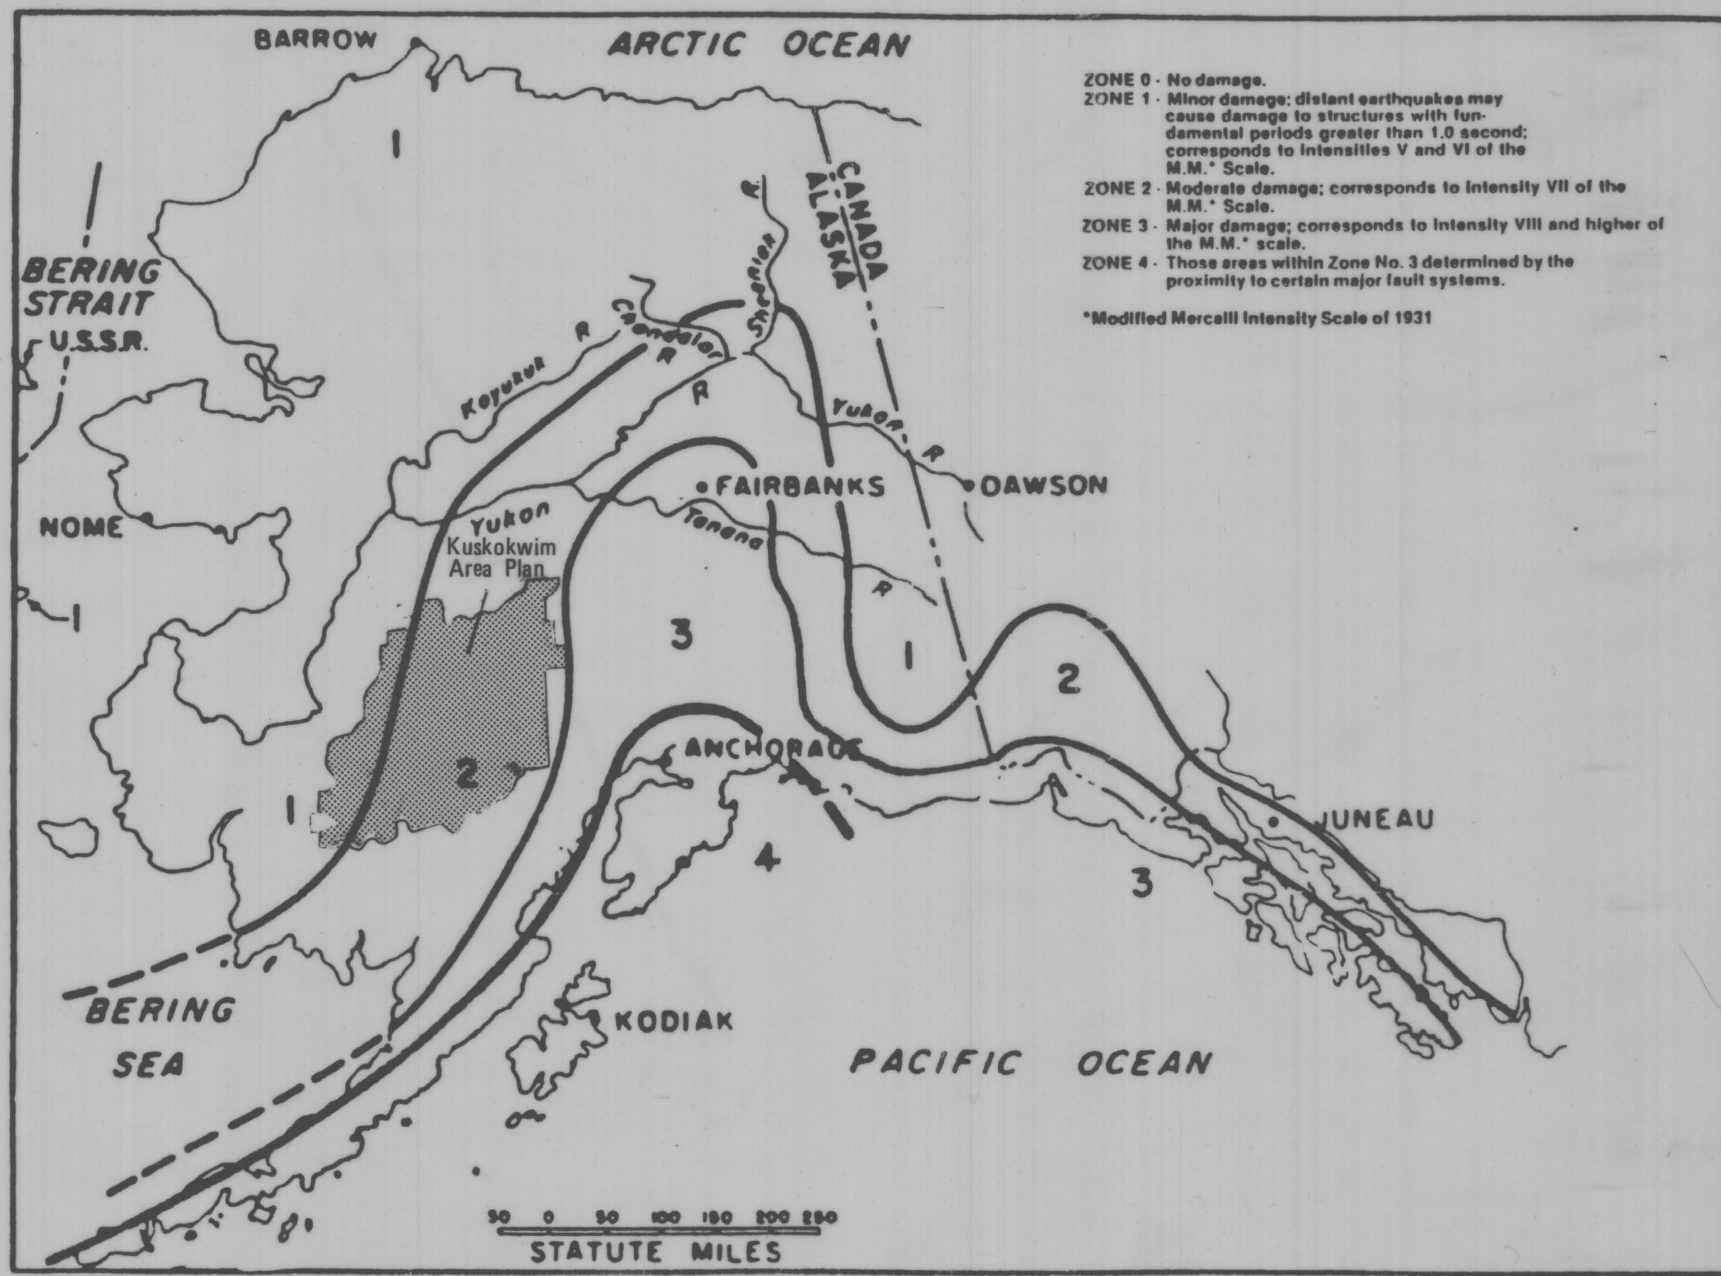 BARROW
ARCTIC OCEAN
ZONE 0 - No damage.
ZONE 1 - Minor damage; distant earthquakes may
cause damage to structures with fun-
damental periods greater than 1.0 second;
corresponds to intensities V and VI of the
M.M.* Scale.
ZONE 2 - Moderate damage; corresponds to intensity VII of the
M.M.* Scale.
ZONE 3 - Major damage; corresponds to intensity VIII and higher of
the M.M.* scale.
ZONE 4 - Those areas within Zone No. 3 determined by the
proximity to certain major fault systems.
*Modified Mercalli Intensity Scale of 1931
1
CANADA
ALASKA
R.
BERING
STRAIT
U.S.S.R.
Chandalar
R
Koyukuk
R
R
Yukon
R
FAIRBANKS
DAWSON
NOME
Yukon
Tanana
R
Kuskokwim
Area Plan
1
3
1
2
ANCHORAGE
2
1
JUNEAU
4
3
BERING
SEA
KODIAK
PACIFIC OCEAN
50 0 50 100 150 200 250
STATUTE MILES